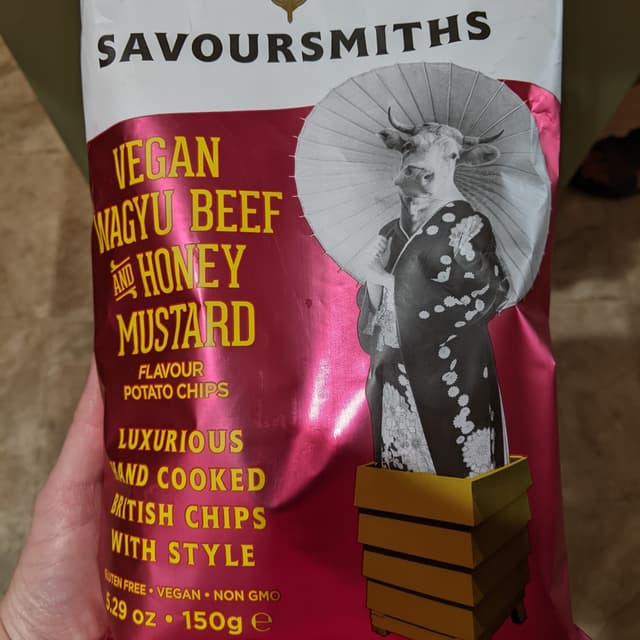 SAVOURSMITHS
VEGAN
WAGYU BEEF
AND HONEY
MUSTARD
FLAVOUR
POTATO CHIPS
LUXURIOUS
HAND COOKED
BRITISH CHIPS
WITH STYLE
GLUTEN FREE • VEGAN • NON GMO
5.29 oz • 150g ℮